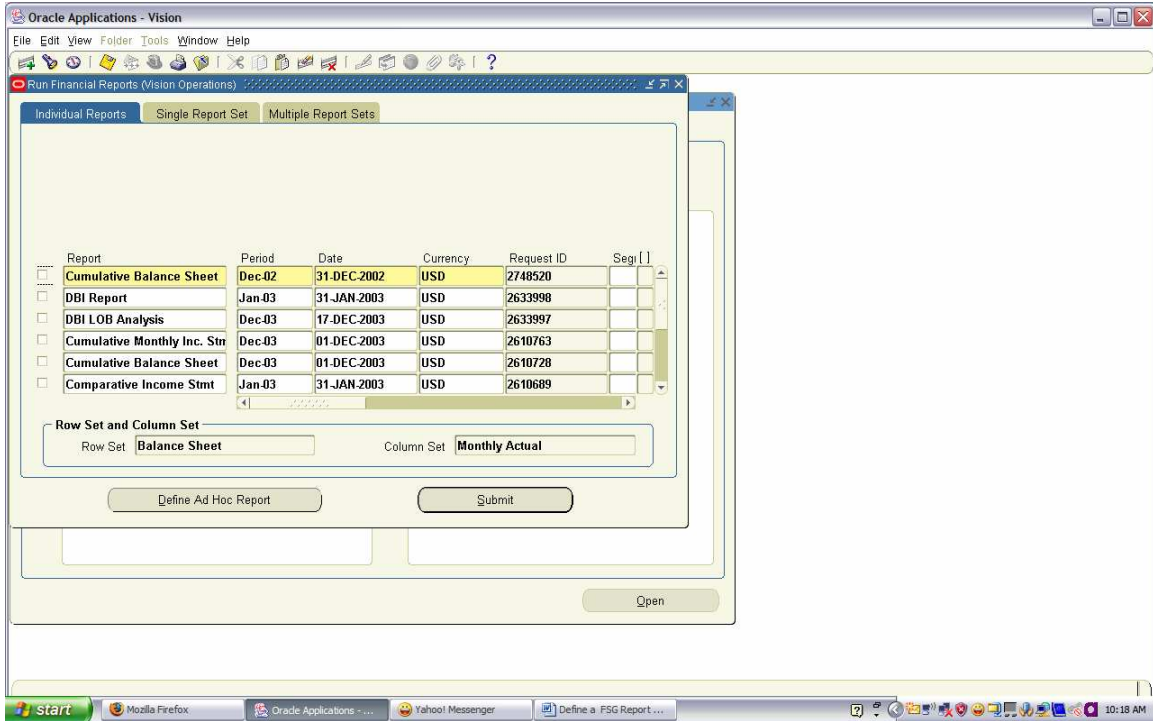 Oracle Applications - Vision
File Edit View Folder Tools Window Help
Run Financial Reports (Vision Operations)
Individual Reports Single Report Set Multiple Report Sets
Report Period Date Currency Request ID Segr [ ]
Cumulative Balance Sheet Dec-02 31-DEC-2002 USD 2748520
DBI Report Jan-03 31-JAN-2003 USD 2633998
DBI LOB Analysis Dec-03 17-DEC-2003 USD 2633997
Cumulative Monthly Inc. Stm Dec-03 01-DEC-2003 USD 2610763
Cumulative Balance Sheet Dec-03 01-DEC-2003 USD 2610728
Comparative Income Stmt Jan-03 31-JAN-2003 USD 2610689
Row Set and Column Set
Row Set Balance Sheet Column Set Monthly Actual
Define Ad Hoc Report Submit
Open
start Mozilla Firefox Oracle Applications - ... Yahoo! Messenger Define a FSG Report ... 10:18 AM